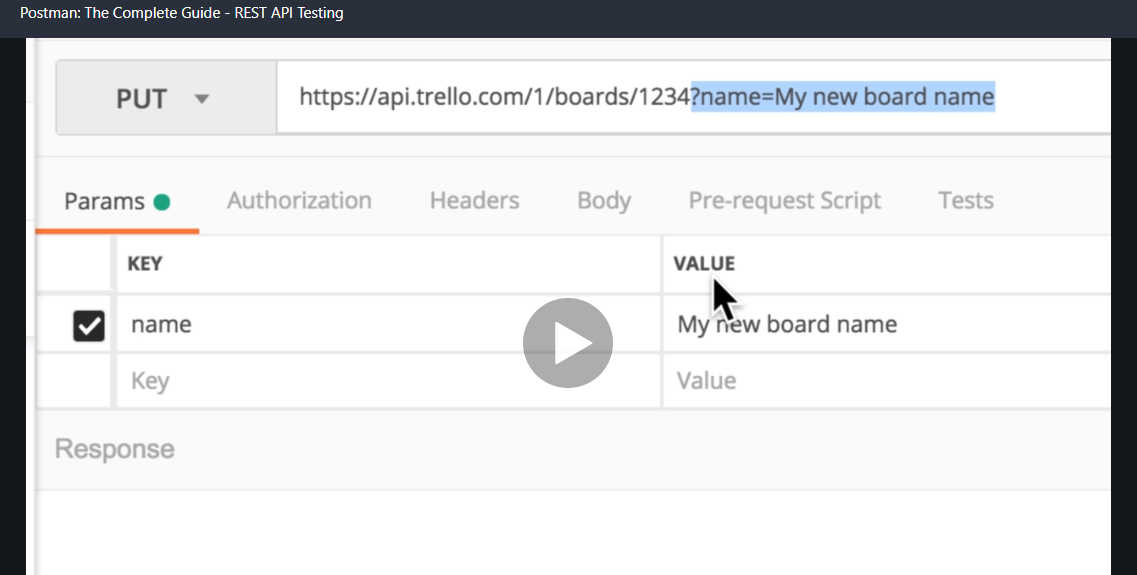 Postman: The Complete Guide - REST API Testing
PUT https://api.trello.com/1/boards/1234?name=My new board name
Params Authorization Headers Body Pre-request Script Tests
KEY VALUE
name My new board name
Key Value
Response